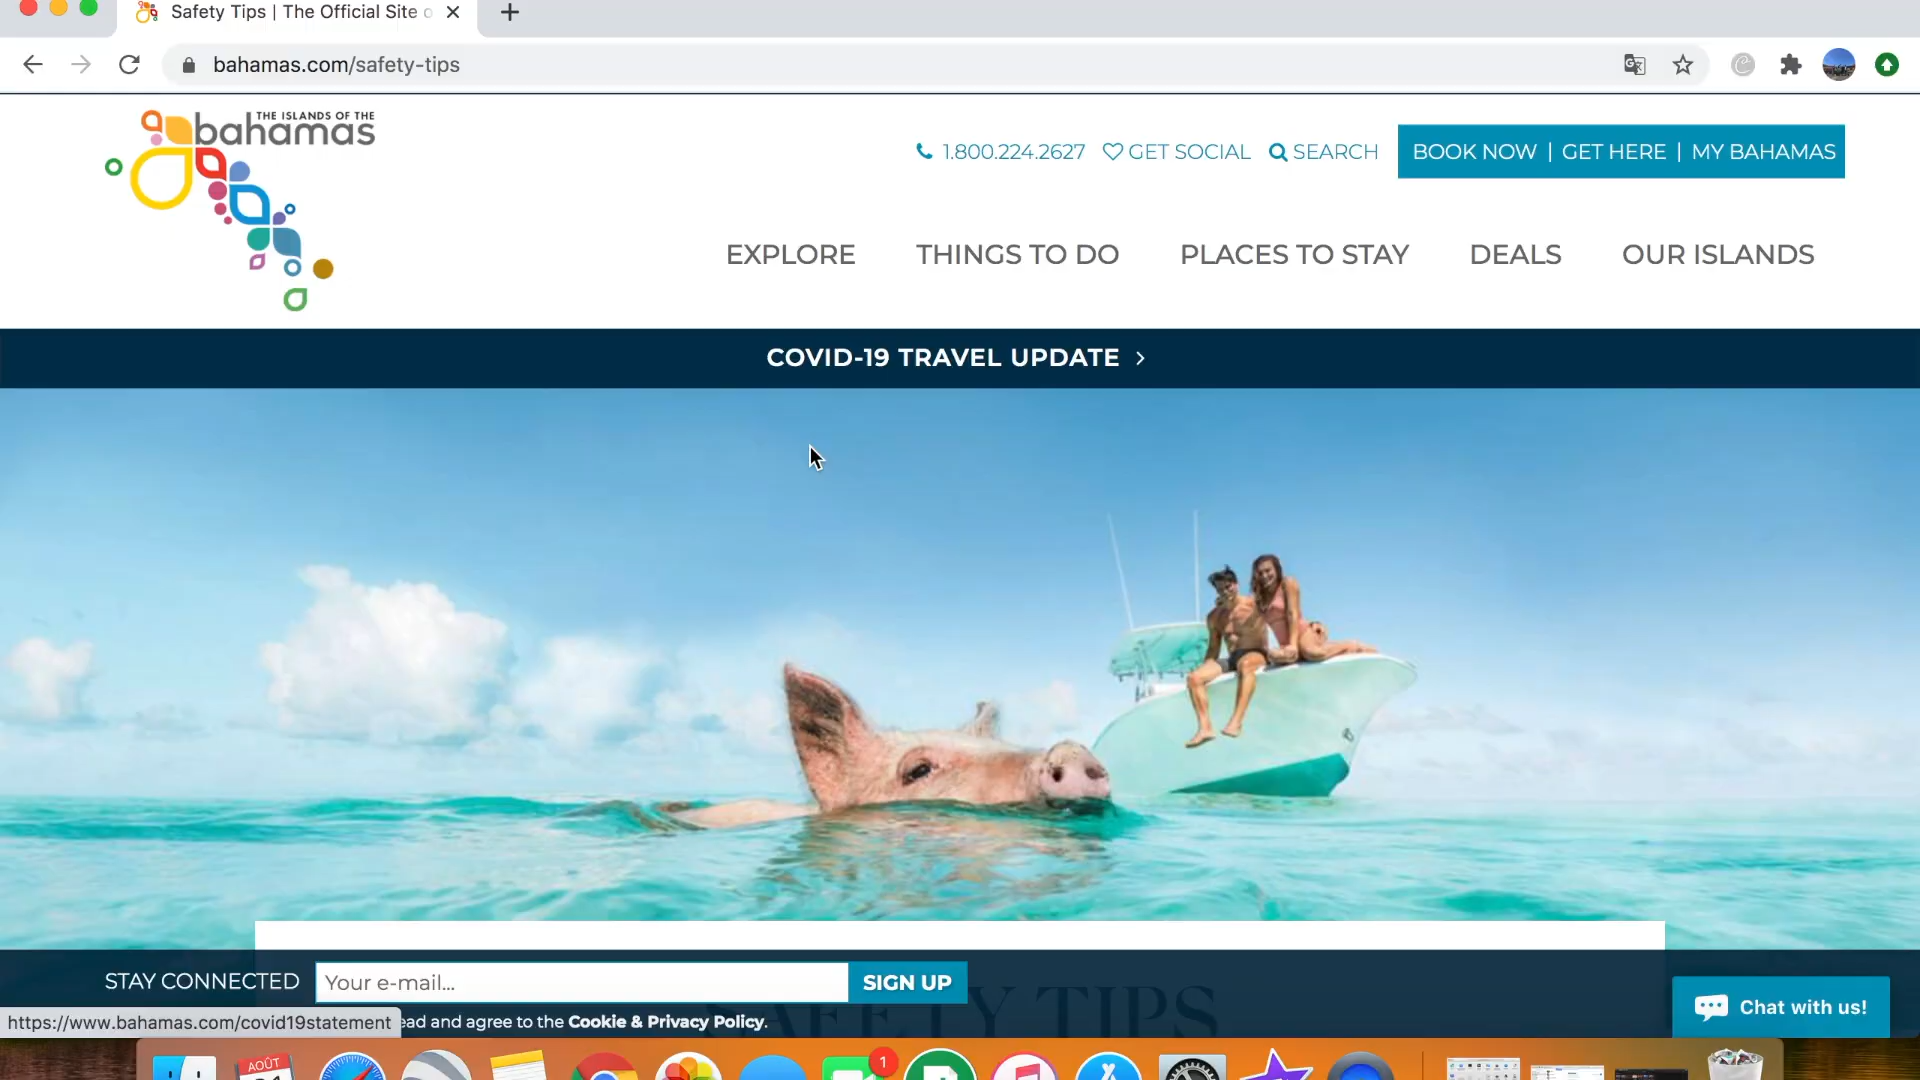 Safety Tips | The Official Site o
bahamas.com/safety-tips
THE ISLANDS OF THE
bahamas
1.800.224.2627 GET SOCIAL SEARCH BOOK NOW | GET HERE | MY BAHAMAS
EXPLORE THINGS TO DO PLACES TO STAY DEALS OUR ISLANDS
COVID-19 TRAVEL UPDATE >
STAY CONNECTED Your e-mail... SIGN UP
SAFETY TIPS
Chat with us!
https://www.bahamas.com/covid19statement ead and agree to the Cookie & Privacy Policy.
AOÛT
1